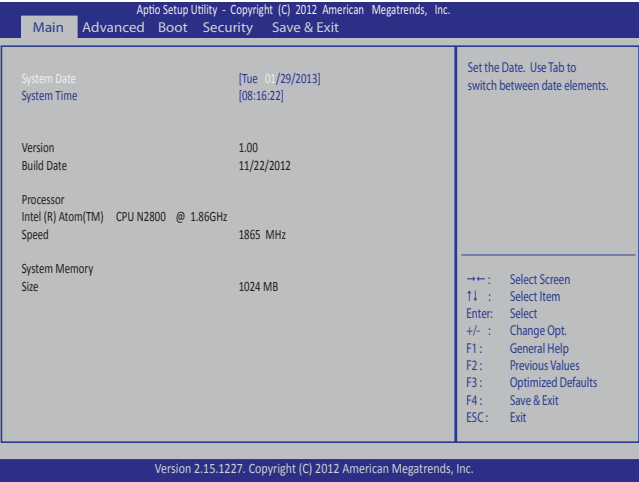 Aptio Setup Utility - Copyright (C) 2012 American Megatrends, Inc.
Main Advanced Boot Security Save & Exit
System Date [Tue 01/29/2013]
System Time [08:16:22]
Version 1.00
Build Date 11/22/2012
Processor
Intel (R) Atom(TM) CPU N2800 @ 1.86GHz
Speed 1865 MHz
System Memory
Size 1024 MB
Set the Date. Use Tab to
switch between date elements.
→←: Select Screen
↑↓ : Select Item
Enter: Select
+/- : Change Opt.
F1 : General Help
F2 : Previous Values
F3 : Optimized Defaults
F4 : Save & Exit
ESC : Exit
Version 2.15.1227. Copyright (C) 2012 American Megatrends, Inc.